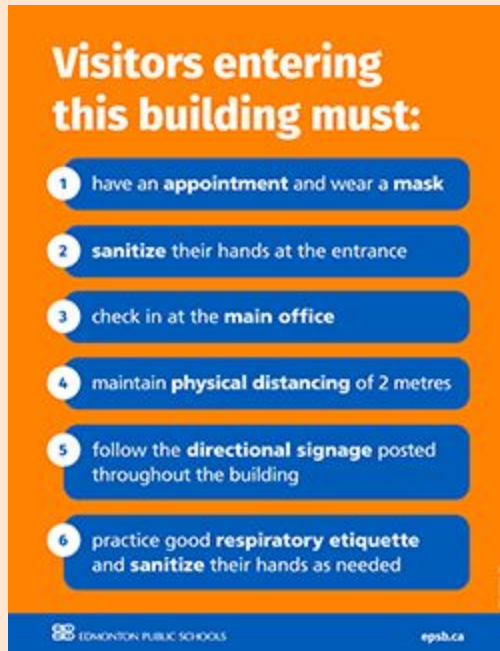 Visitors entering
this building must:
1 have an appointment and wear a mask
2 sanitize their hands at the entrance
3 check in at the main office
4 maintain physical distancing of 2 metres
5 follow the directional signage posted
throughout the building
6 practice good respiratory etiquette
and sanitize their hands as needed
EDMONTON PUBLIC SCHOOLS
epsb.ca